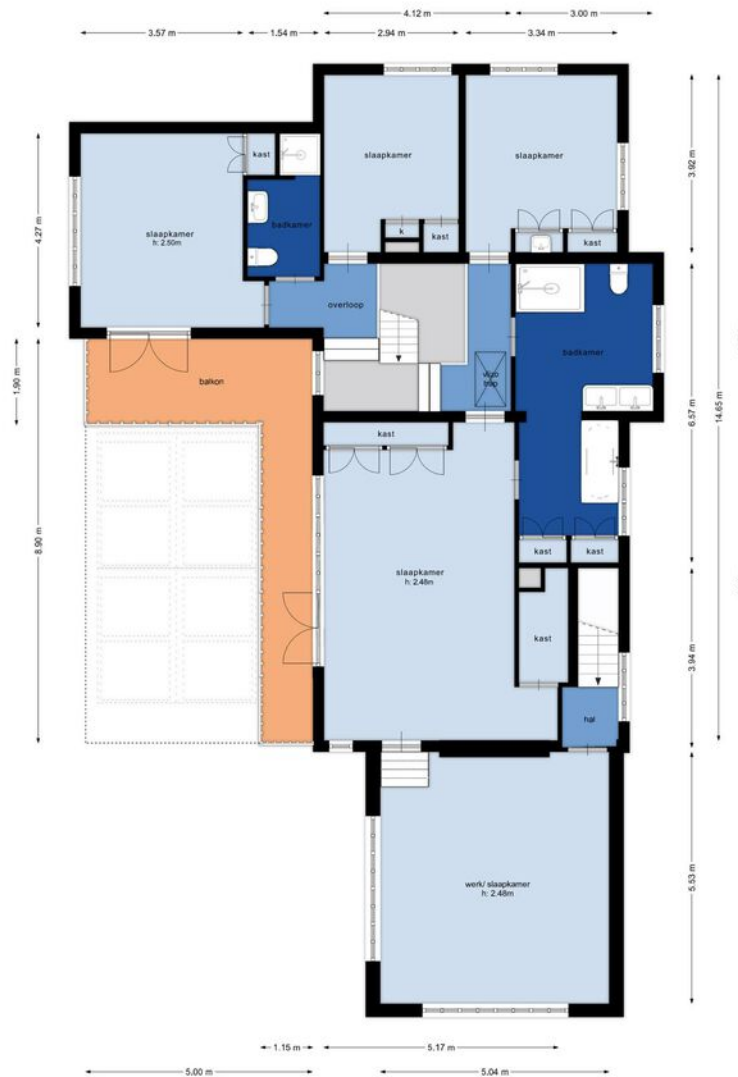 4.12 m
3.00 m
3.57 m
1.54 m
2.94 m
3.34 m
kast
slaapkamer
slaapkamer
3.92 m
4.27 m
slaapkamer
h: 2.50m
badkamer
k
kast
kast
overloop
badkamer
vlizo
trap
balkon
1.90 m
6.57 m
14.65 m
kast
8.90 m
slaapkamer
h: 2.48m
kast
kast
kast
3.94 m
hal
werk/ slaapkamer
h: 2.48m
5.53 m
1.15 m
5.17 m
5.00 m
5.04 m